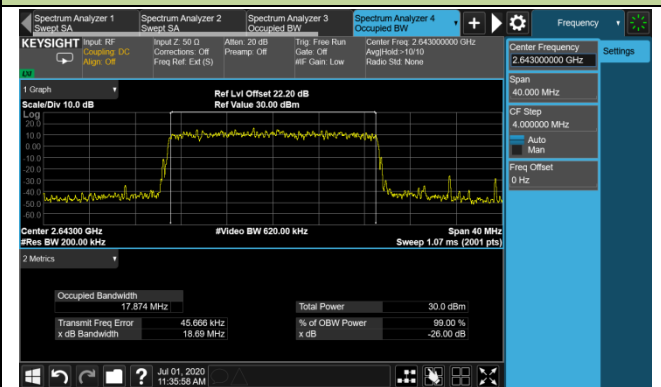 Spectrum Analyzer 1 Spectrum Analyzer 2 Spectrum Analyzer 3 Spectrum Analyzer 4 Frequency
Swept SA Swept SA Occupied BW Occupied BW
KEYSIGHT Input: RF Input Z: 50 Ω Atten: 20 dB Trig: Free Run Center Freq: 2.643000000 GHz
Coupling: DC Corrections: Off Preamp: Off Gate: Off Avg|Hold:>10/10
Align: Off Freq Ref: Ext (S) #IF Gain: Low Radio Std: None
LXI
Center Frequency Settings
2.643000000 GHz
Span
40.000 MHz
CF Step
4.000000 MHz
Auto
Man
Freq Offset
0 Hz
1 Graph
Ref Lvl Offset 22.20 dB
Scale/Div 10.0 dB Ref Value 30.00 dBm
Log
20.0
10.0
0.00
-10.0
-20.0
-30.0
-40.0
-50.0
-60.0
Center 2.64300 GHz #Video BW 620.00 kHz Span 40 MHz
#Res BW 200.00 kHz Sweep 1.07 ms (2001 pts)
2 Metrics
Occupied Bandwidth
17.874 MHz Total Power 30.0 dBm
Transmit Freq Error 45.666 kHz % of OBW Power 99.00 %
x dB Bandwidth 18.69 MHz x dB -26.00 dB
? Jul 01, 2020
11:35:58 AM